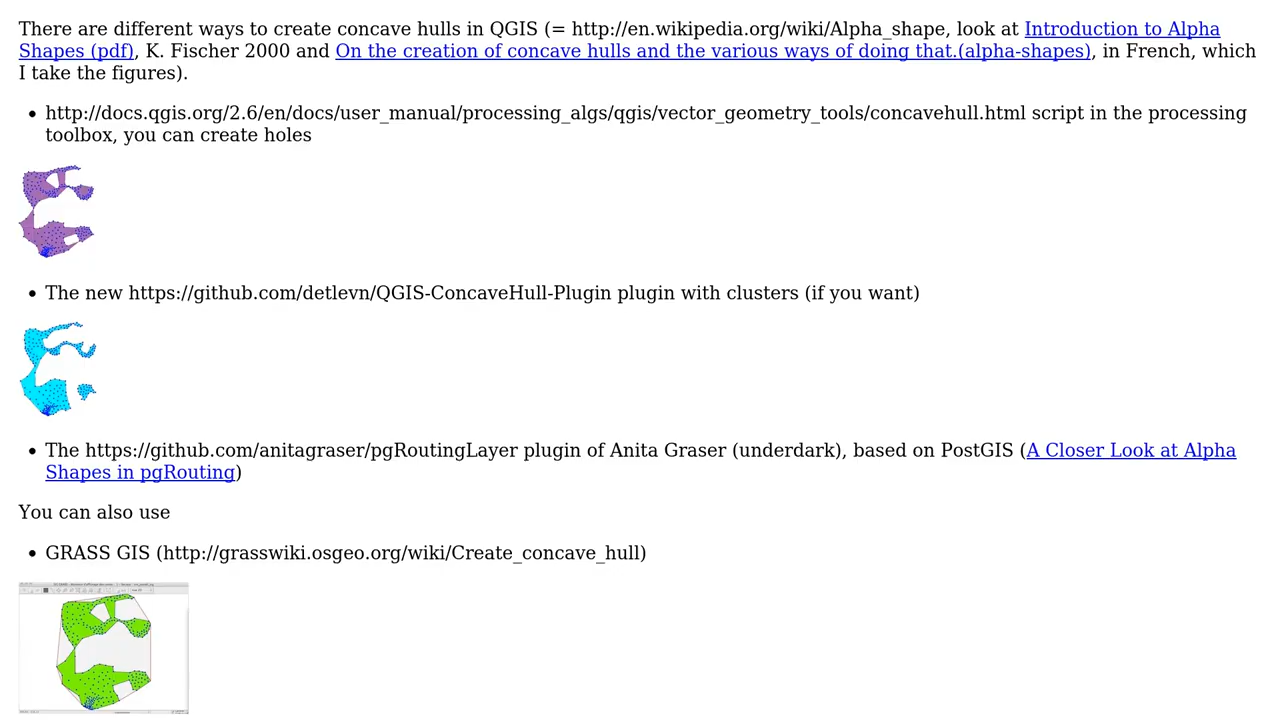 There are different ways to create concave hulls in QGIS (= http://en.wikipedia.org/wiki/Alpha_shape, look at Introduction to Alpha
Shapes (pdf), K. Fischer 2000 and On the creation of concave hulls and the various ways of doing that.(alpha-shapes), in French, which
I take the figures).
• http://docs.qgis.org/2.6/en/docs/user_manual/processing_algs/qgis/vector_geometry_tools/concavehull.html script in the processing
toolbox, you can create holes
• The new https://github.com/detlevn/QGIS-ConcaveHull-Plugin plugin with clusters (if you want)
• The https://github.com/anitagraser/pgRoutingLayer plugin of Anita Graser (underdark), based on PostGIS (A Closer Look at Alpha
Shapes in pgRouting)
You can also use
• GRASS GIS (http://grasswiki.osgeo.org/wiki/Create_concave_hull)